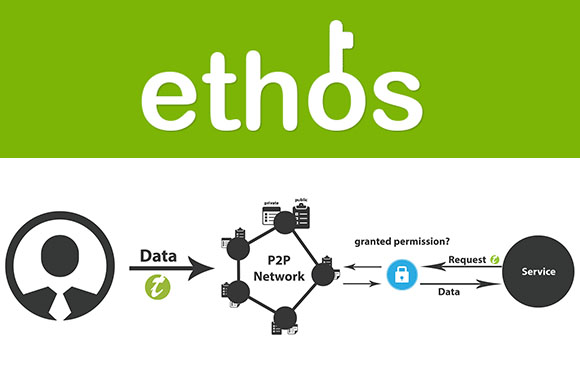 ethos
private
public
Data
P2P
Network
granted permission?
Request
Service
Data